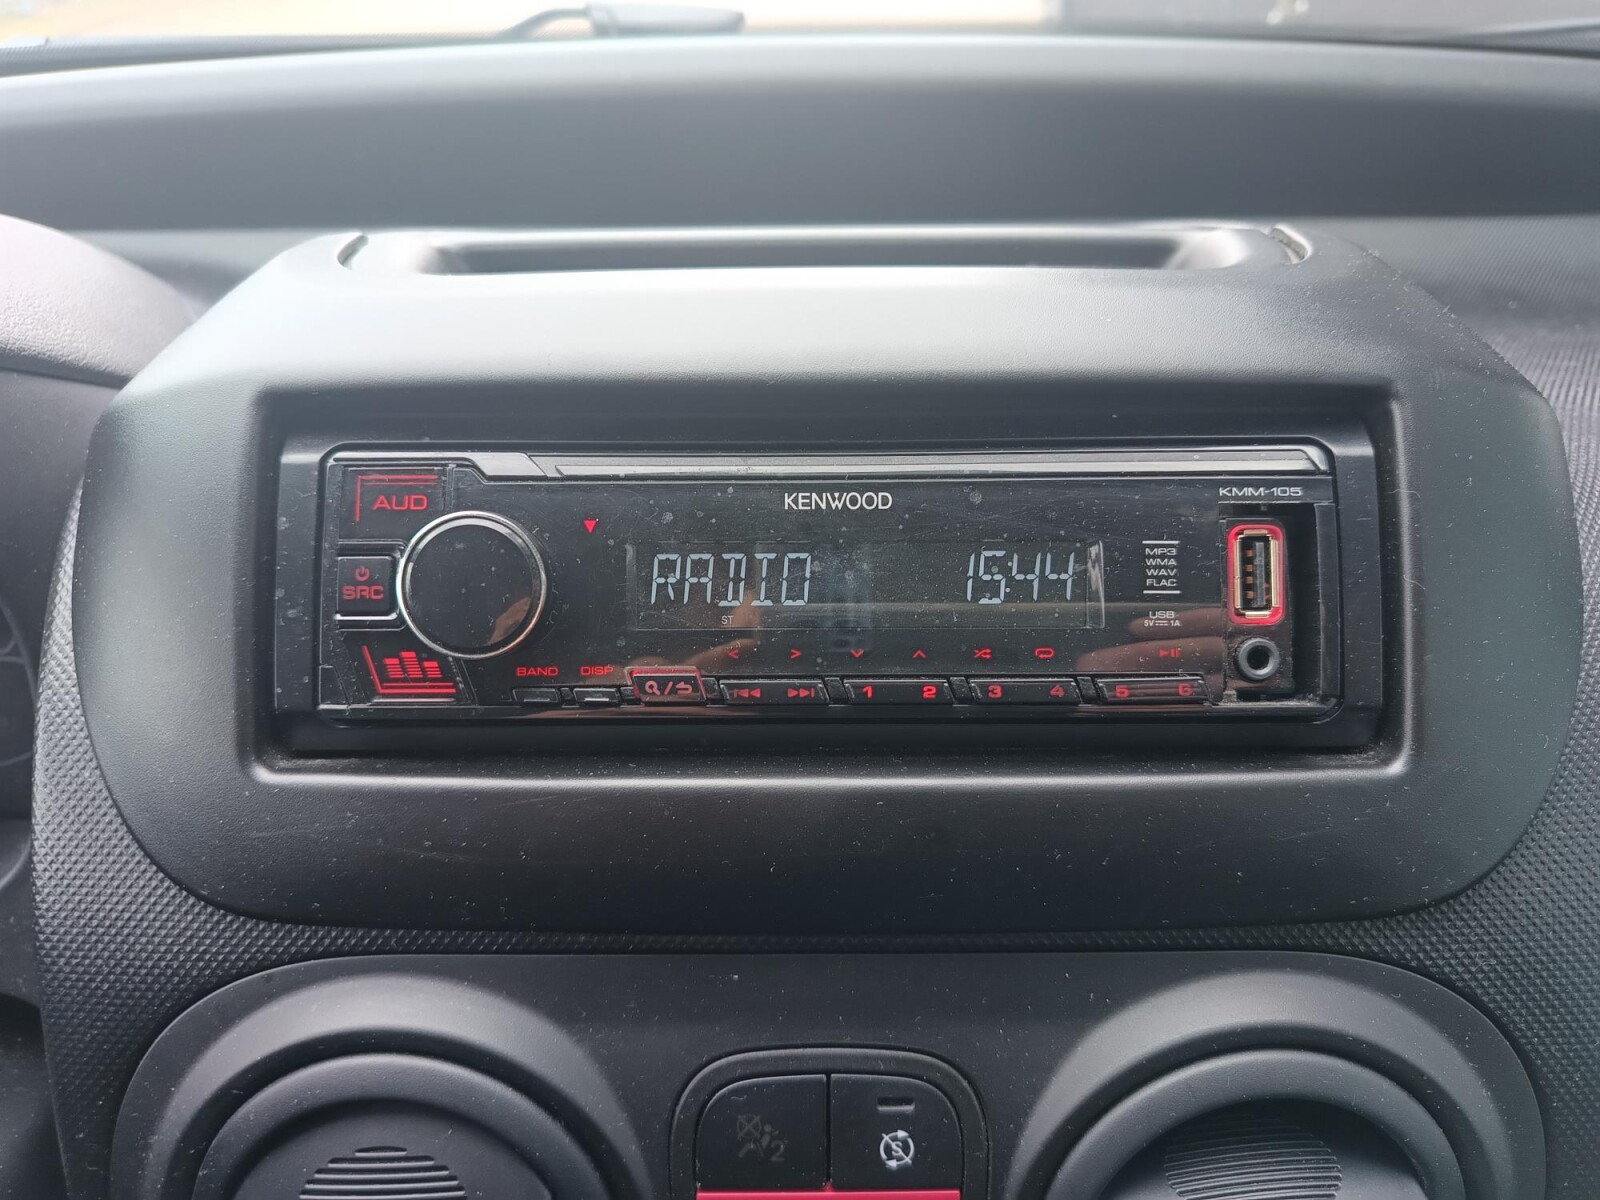 KENWOOD
KMM-105
AUD
SRC
RADIO 15:44
ST
MP3
WMA
WAV
FLAC
USB
5V 1A
BAND DISP
1 2 3 4 5 6
2
S